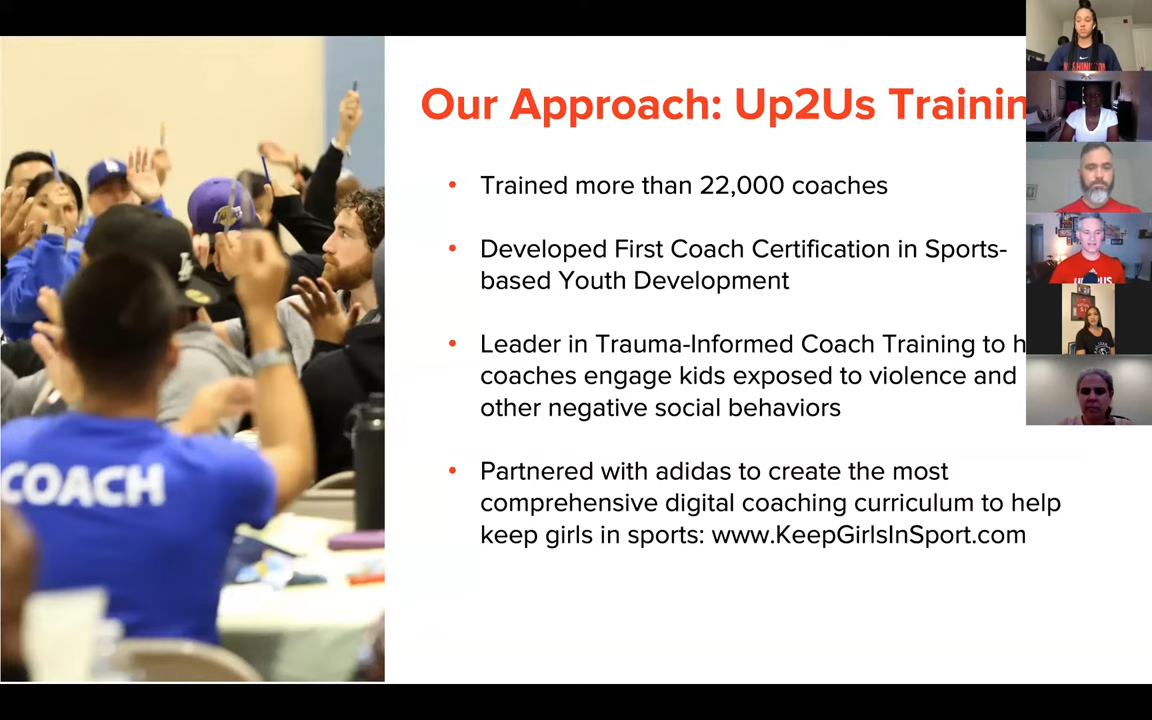 Our Approach: Up2Us Trainin
• Trained more than 22,000 coaches
• Developed First Coach Certification in Sports-
based Youth Development
• Leader in Trauma-Informed Coach Training to h
coaches engage kids exposed to violence and
other negative social behaviors
• Partnered with adidas to create the most
comprehensive digital coaching curriculum to help
keep girls in sports: www.KeepGirlsInSport.com
COACH